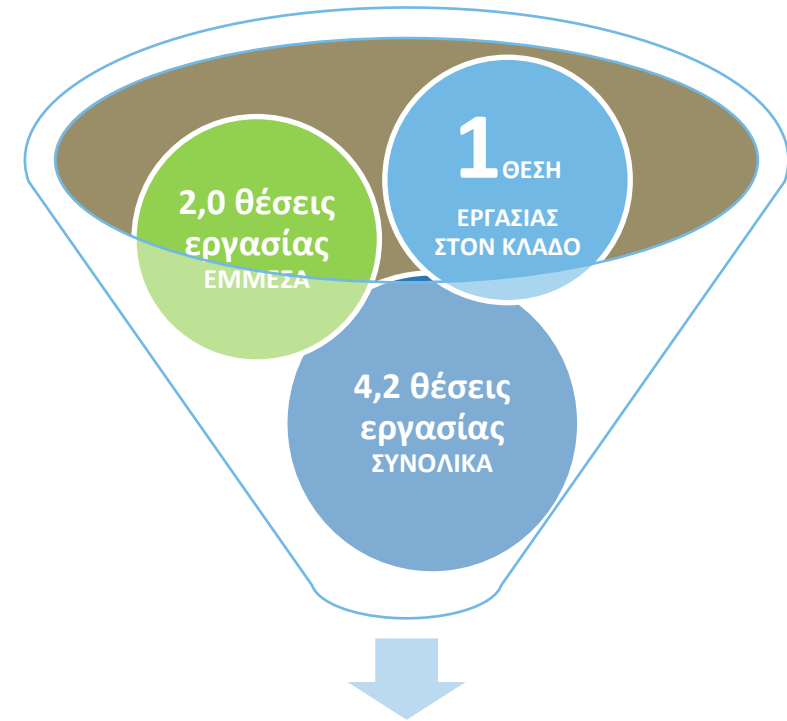 1 ΘΕΣΗ
ΕΡΓΑΣΙΑΣ
ΣΤΟΝ ΚΛΑΔΟ
2,0 θέσεις
εργασίας
ΕΜΜΕΣΑ
4,2 θέσεις
εργασίας
ΣΥΝΟΛΙΚΑ